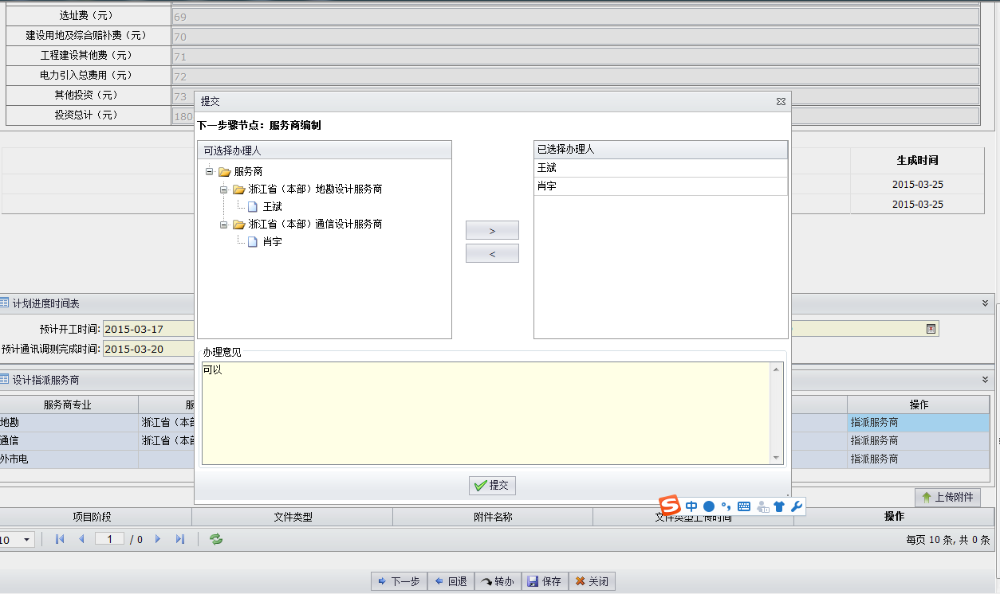 选址费（元） 69
建设用地及综合赔补费（元） 70
工程建设其他费（元） 71
电力引入总费用（元） 72
其他投资（元） 73
投资总计（元） 180
提交
下一步骤节点：服务商编制
可选择办理人
服务商
浙江省（本部）地勘设计服务商
王斌
浙江省（本部）通信设计服务商
肖宇
>
<
已选择办理人
王斌
肖宇
办理意见
可以
提交
生成时间
2015-03-25
2015-03-25
计划进度时间表
预计开工时间: 2015-03-17
预计通讯调测完成时间: 2015-03-20
设计指派服务商
服务商专业 服 操作
地勘 浙江省（本部 指派服务商
通信 浙江省（本部 指派服务商
外市电 指派服务商
中
上传附件
项目阶段 文件类型 附件名称 文件类型上传时间 操作
10 1 / 0 每页 10 条, 共 0 条
下一步 回退 转办 保存 关闭